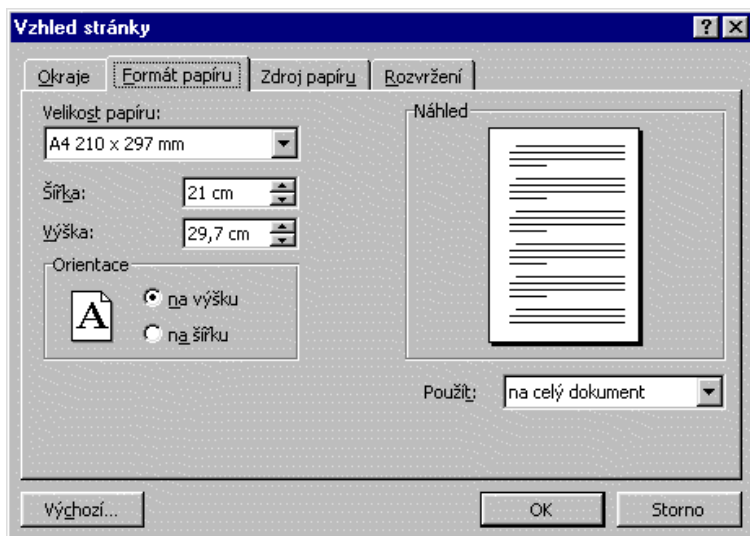 Vzhled stránky
Okraje Formát papíru Zdroj papíru Rozvržení
Velikost papíru:
A4 210 x 297 mm
Šířka: 21 cm
Výška: 29,7 cm
Orientace
A
na výšku
na šířku
Náhled
Použít: na celý dokument
Výchozí... OK Storno